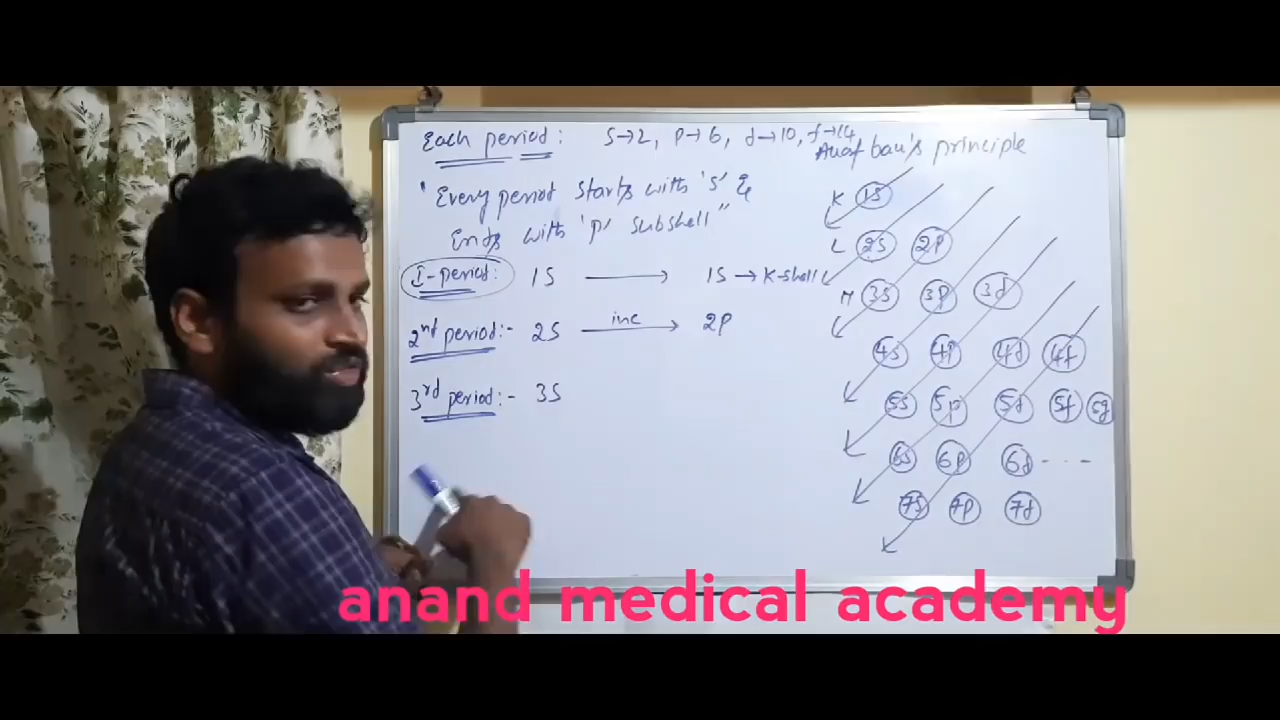 Each period: S→2, P→6, d→10, f→14
'Every period starts with 's' &
Ends with 'p' subshell"
I-period: 1S → 1S → K-shell
2nd period:- 2S inc → 2P
3rd period:- 3S
Auaf bau's principle
K 1S
L 2S 2P
M 3S 3P 3d
4S 4P 4d 4f
5S 5p 5d 5f 5g
6S 6P 6d - - -
7S 7P 7d
anand medical academy